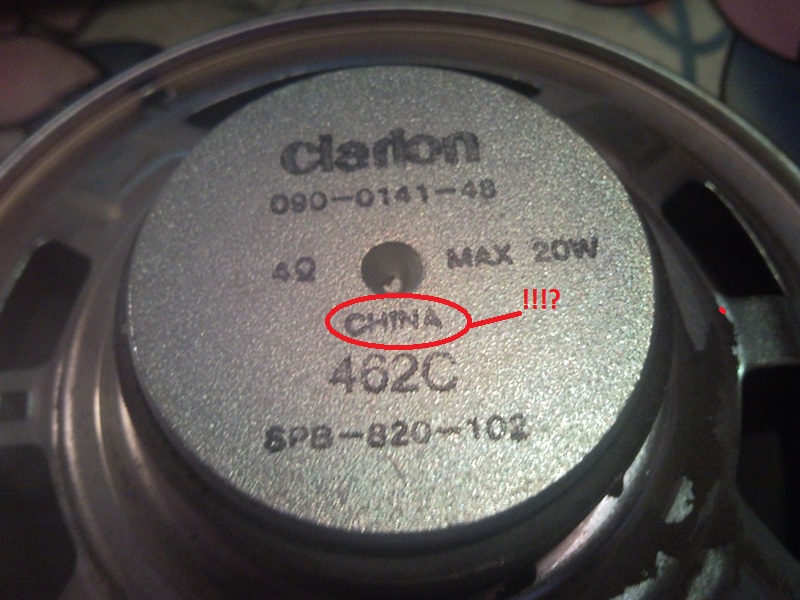 Clarion
090-0141-48
4Ω MAX 20W
CHINA !!!?
462C
SPB-820-102